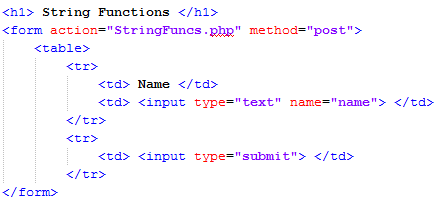 <h1> String Functions </h1>
<form action="StringFuncs.php" method="post">
<table>
<tr>
<td> Name </td>
<td> <input type="text" name="name"> </td>
</tr>
<tr>
<td> <input type="submit"> </td>
</tr>
</form>